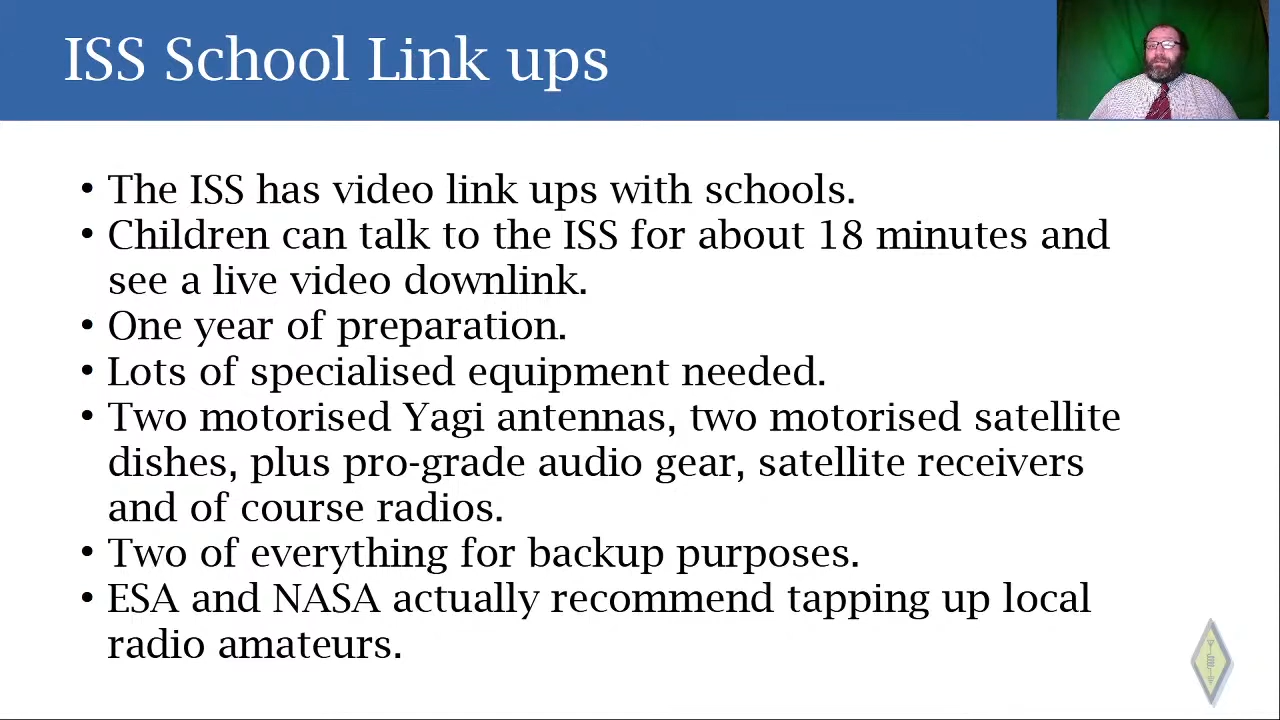 ISS School Link ups
• The ISS has video link ups with schools.
• Children can talk to the ISS for about 18 minutes and
see a live video downlink.
• One year of preparation.
• Lots of specialised equipment needed.
• Two motorised Yagi antennas, two motorised satellite
dishes, plus pro-grade audio gear, satellite receivers
and of course radios.
• Two of everything for backup purposes.
• ESA and NASA actually recommend tapping up local
radio amateurs.